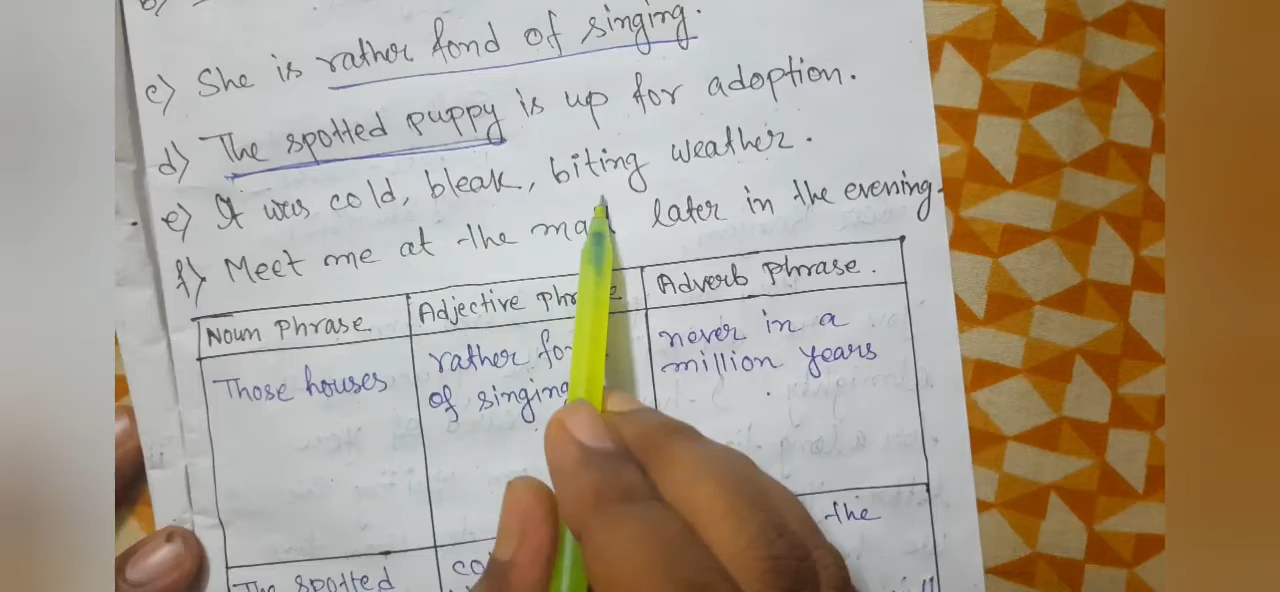 c) She is rather fond of singing.
d) The spotted puppy is up for adoption.
e) It was cold, bleak, biting weather.
f) Meet me at the later in the evening.
Noun Phrase
Adjective
Adverb Phrase.
Those houses
rather
of singing
never in a
million years
the
The spotted